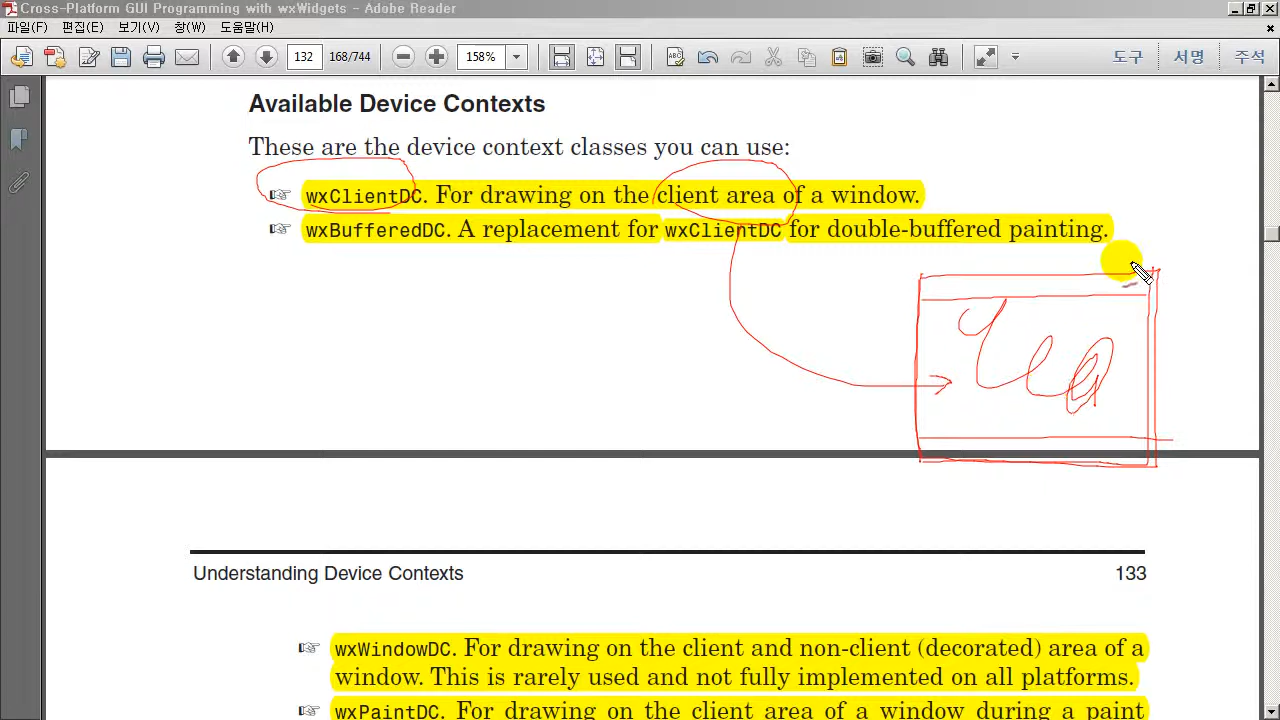 Cross-Platform GUI Programming with wxWidgets - Adobe Reader
파일(F) 편집(E) 보기(V) 창(W) 도움말(H)
132 168/744 158% 도구 서명 주석
Available Device Contexts
These are the device context classes you can use:
☞ wxClientDC. For drawing on the client area of a window.
☞ wxBufferedDC. A replacement for wxClientDC for double-buffered painting.
Understanding Device Contexts 133
☞ wxWindowDC. For drawing on the client and non-client (decorated) area of a
window. This is rarely used and not fully implemented on all platforms.
☞ wxPaintDC. For drawing on the client area of a window during a paint